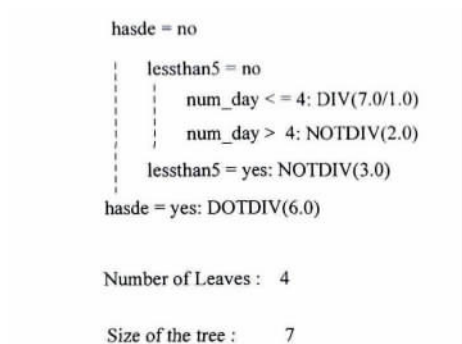 hasde = no
lessthan5 = no
num_day < = 4: DIV(7.0/1.0)
num_day > 4: NOTDIV(2.0)
lessthan5 = yes: NOTDIV(3.0)
hasde = yes: DOTDIV(6.0)
Number of Leaves : 4
Size of the tree : 7